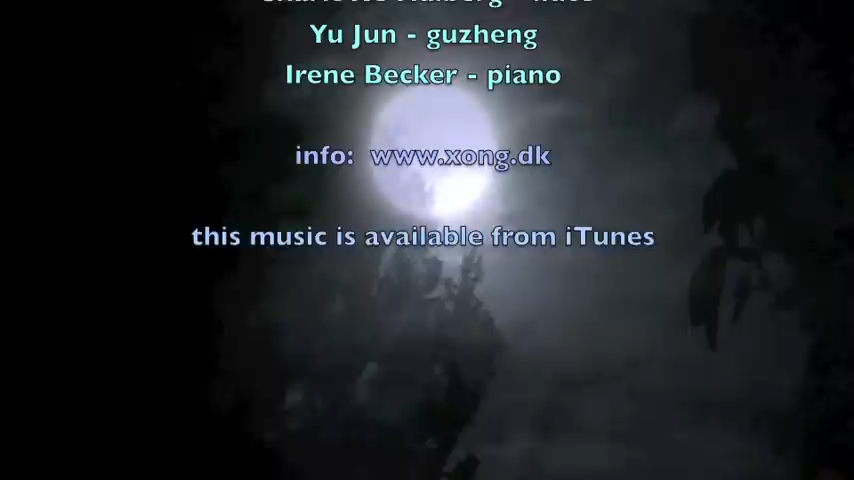 Yu Jun - guzheng
Irene Becker - piano
info: www.xong.dk
this music is available from iTunes